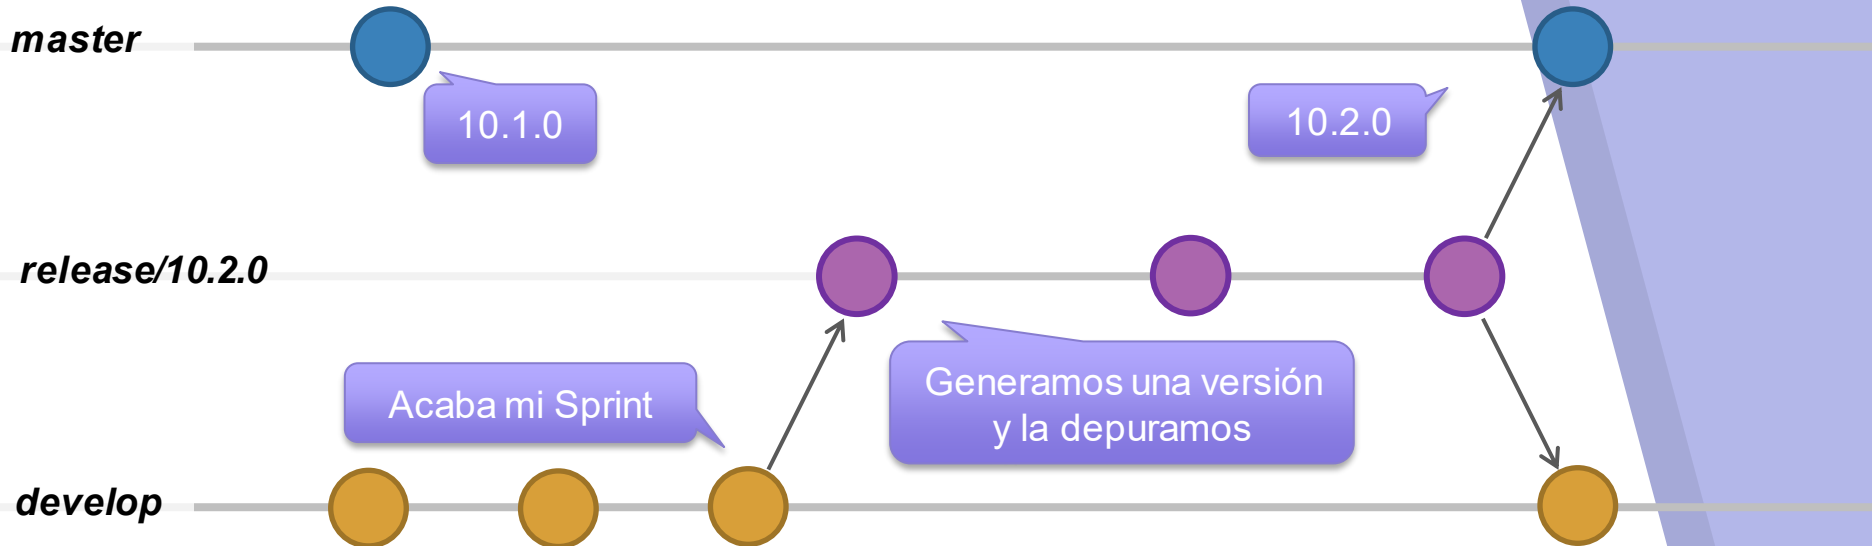 master
10.1.0
10.2.0
release/10.2.0
Generamos una versión
y la depuramos
Acaba mi Sprint
develop